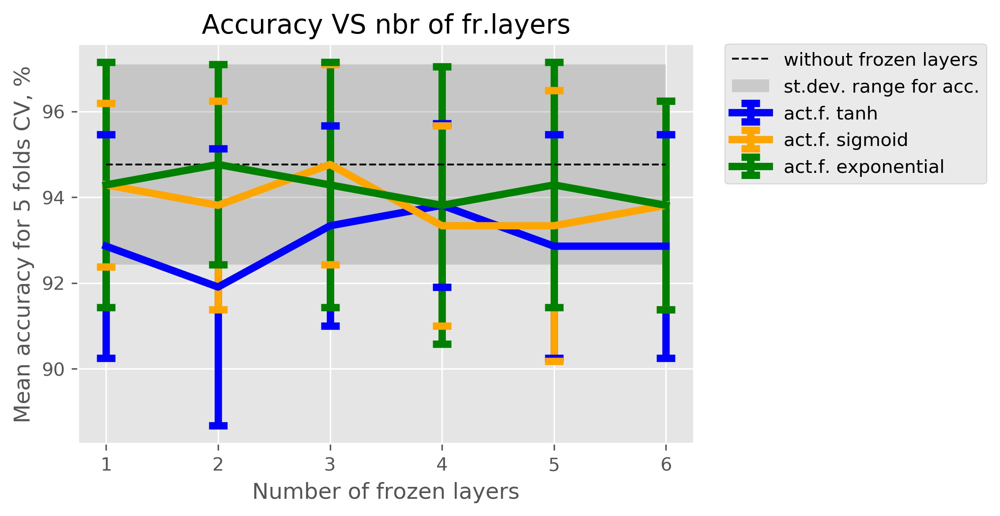 Accuracy VS nbr of fr.layers
Mean accuracy for 5 folds CV, %
96
94
92
90
1 2 3 4 5 6
Number of frozen layers
without frozen layers
st.dev. range for acc.
act.f. tanh
act.f. sigmoid
act.f. exponential